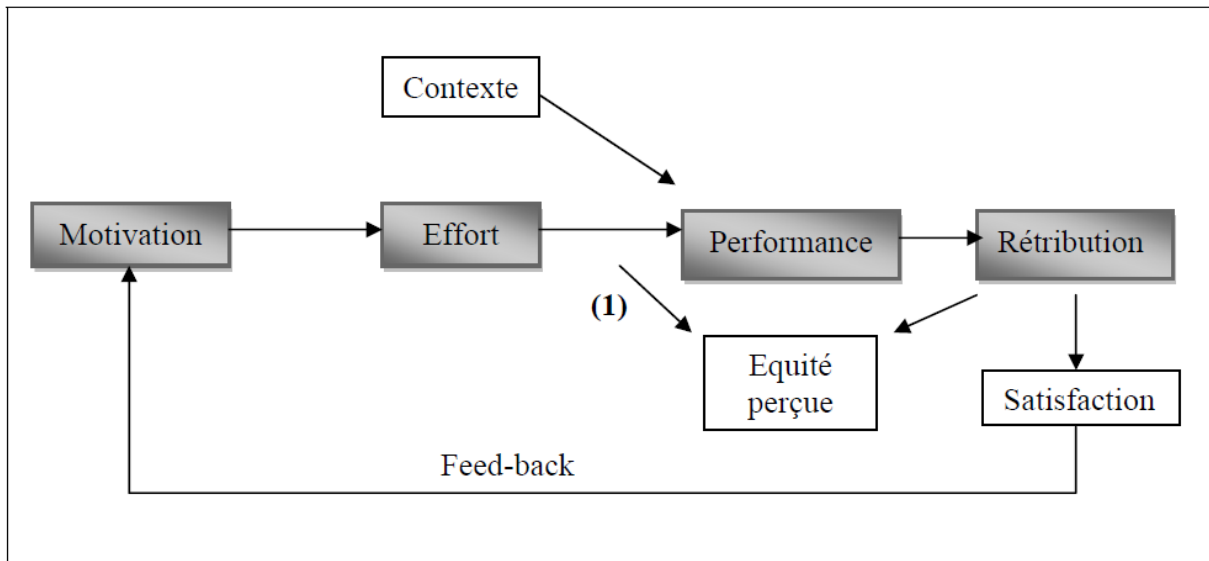 Contexte
Motivation
Effort
Performance
Rétribution
(1)
Equité
perçue
Satisfaction
Feed-back